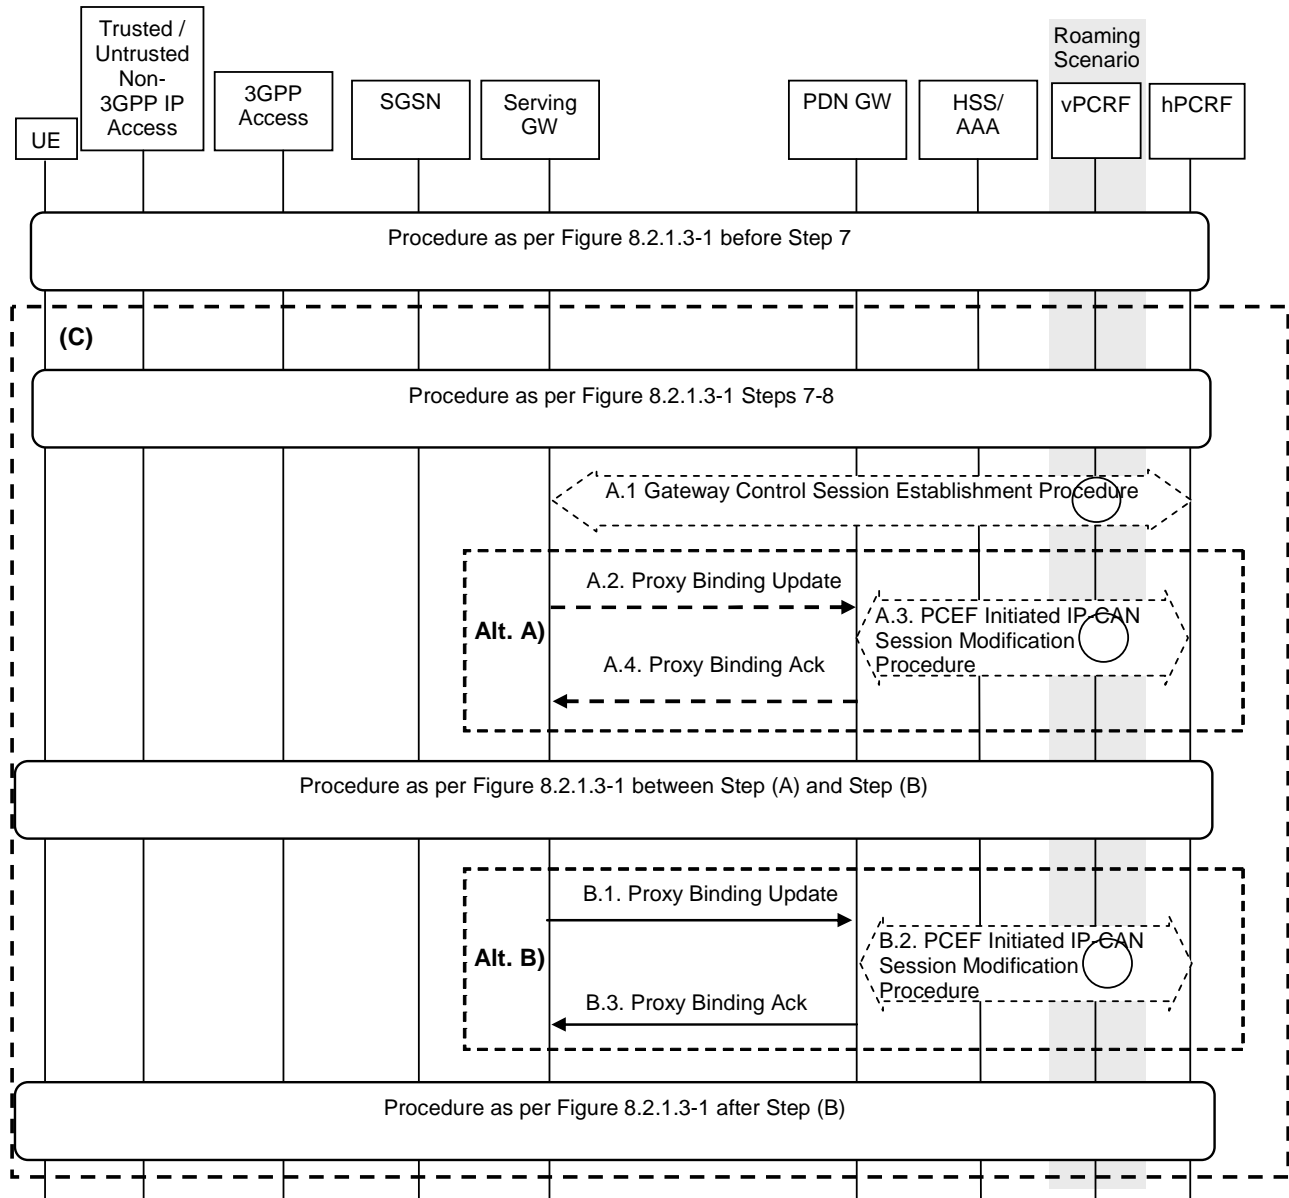 Trusted /
Untrusted
Non-
3GPP IP
Access
Roaming
Scenario
UE
3GPP
Access
SGSN
Serving
GW
PDN GW
HSS/
AAA
vPCRF
hPCRF
Procedure as per Figure 8.2.1.3-1 before Step 7
(C)
Procedure as per Figure 8.2.1.3-1 Steps 7-8
A.1 Gateway Control Session Establishment Procedure
Alt. A)
A.2. Proxy Binding Update
A.3. PCEF Initiated IP-CAN
Session Modification
Procedure
A.4. Proxy Binding Ack
Procedure as per Figure 8.2.1.3-1 between Step (A) and Step (B)
Alt. B)
B.1. Proxy Binding Update
B.2. PCEF Initiated IP-CAN
Session Modification
Procedure
B.3. Proxy Binding Ack
Procedure as per Figure 8.2.1.3-1 after Step (B)